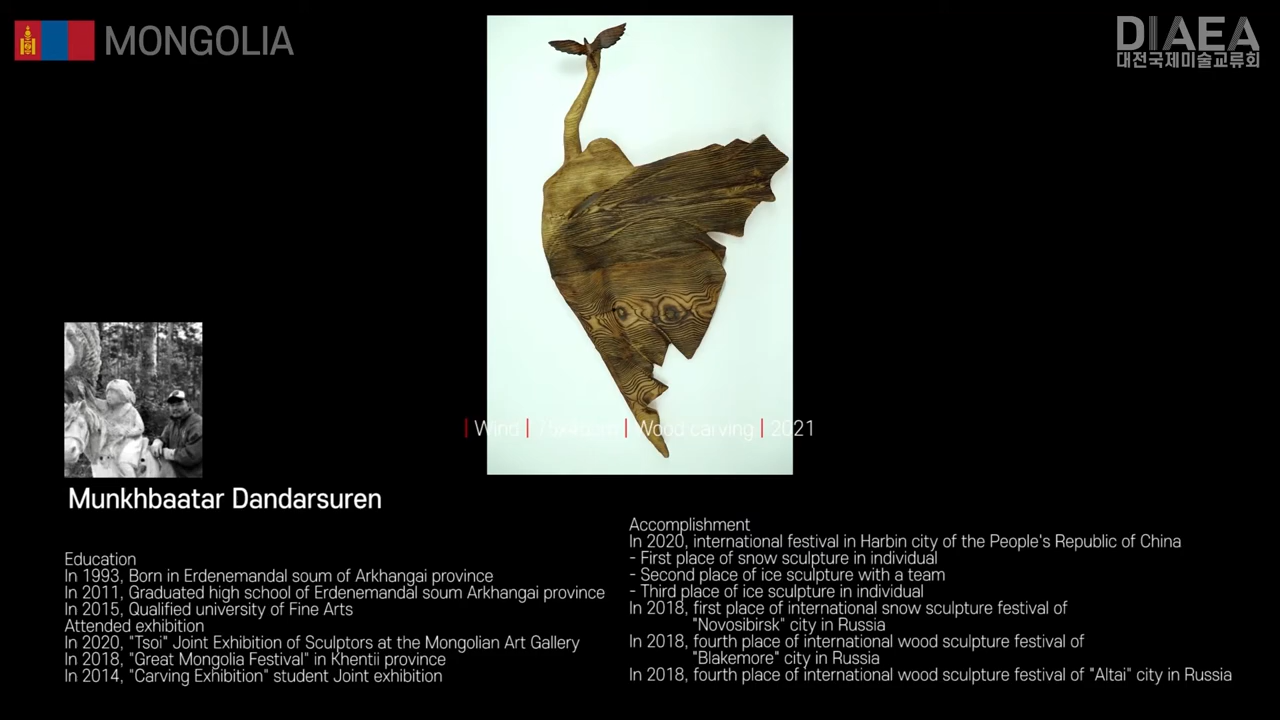 MONGOLIA
DIAEA
대전국제미술교류회
| Wind | 75x45cm | Wood carving | 2021
Munkhbaatar Dandarsuren
Education
In 1993, Born in Erdenemandal soum of Arkhangai province
In 2011, Graduated high school of Erdenemandal soum Arkhangai province
In 2015, Qualified university of Fine Arts
Attended exhibition
In 2020, "Tsoi" Joint Exhibition of Sculptors at the Mongolian Art Gallery
In 2018, "Great Mongolia Festival" in Khentii province
In 2014, "Carving Exhibition" student Joint exhibition
Accomplishment
In 2020, international festival in Harbin city of the People's Republic of China
- First place of snow sculpture in individual
- Second place of ice sculpture with a team
- Third place of ice sculpture in individual
In 2018, first place of international snow sculpture festival of
"Novosibirsk" city in Russia
In 2018, fourth place of international wood sculpture festival of
"Blakemore" city in Russia
In 2018, fourth place of international wood sculpture festival of "Altai" city in Russia